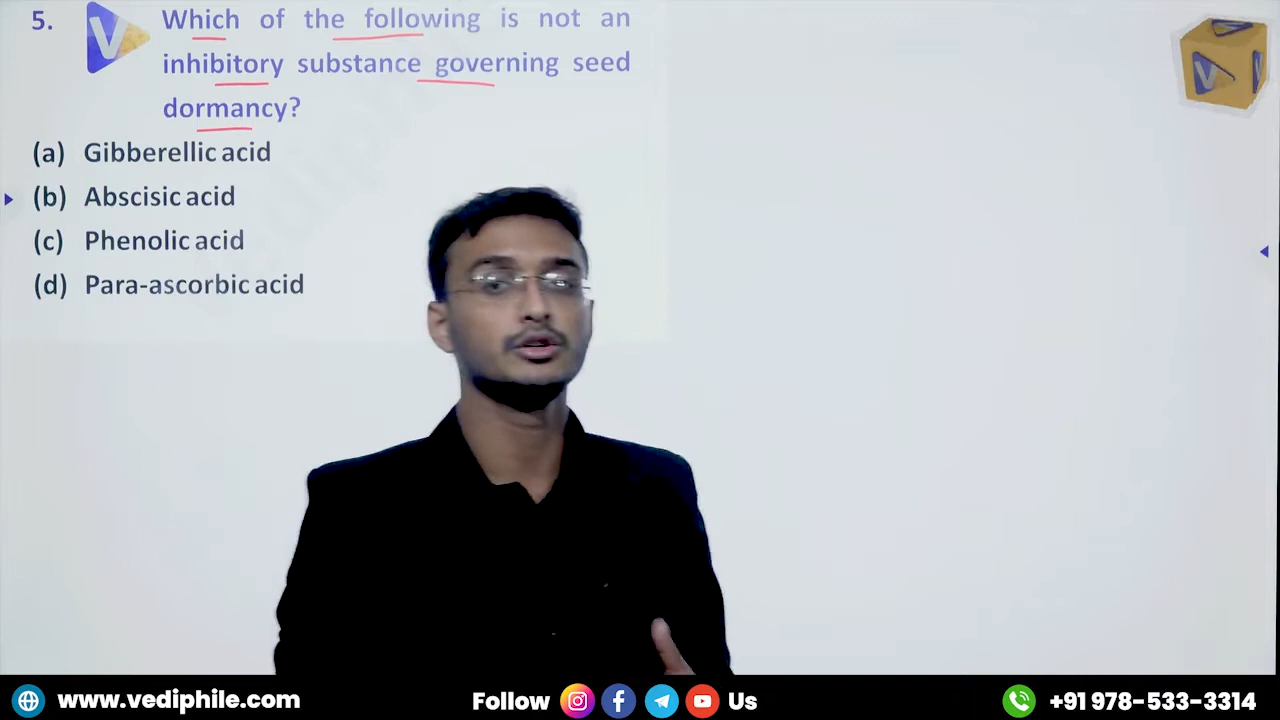 5. Which of the following is not an
inhibitory substance governing seed
dormancy?
(a) Gibberellic acid
(b) Abscisic acid
(c) Phenolic acid
(d) Para-ascorbic acid
www.vediphile.com
Follow Us
+91 978-533-3314